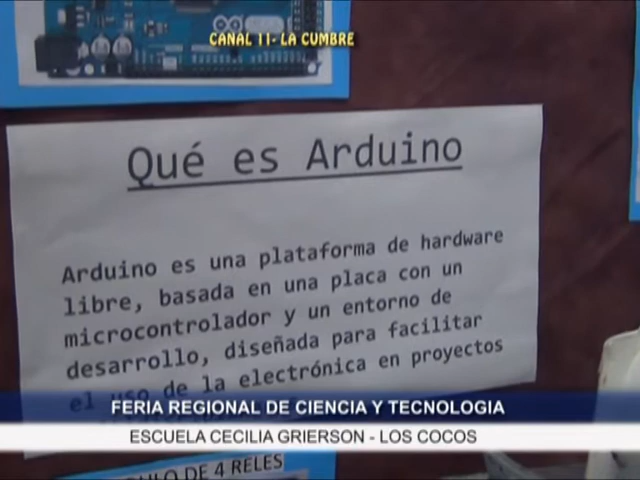 CANAL 11- LA CUMBRE
Qué es Arduino
Arduino es una plataforma de hardware
libre, basada en una placa con un
microcontrolador y un entorno de
desarrollo, diseñada para facilitar
el uso de la electrónica en proyectos
FERIA REGIONAL DE CIENCIA Y TECNOLOGIA
ESCUELA CECILIA GRIERSON - LOS COCOS
DE 4 RELES